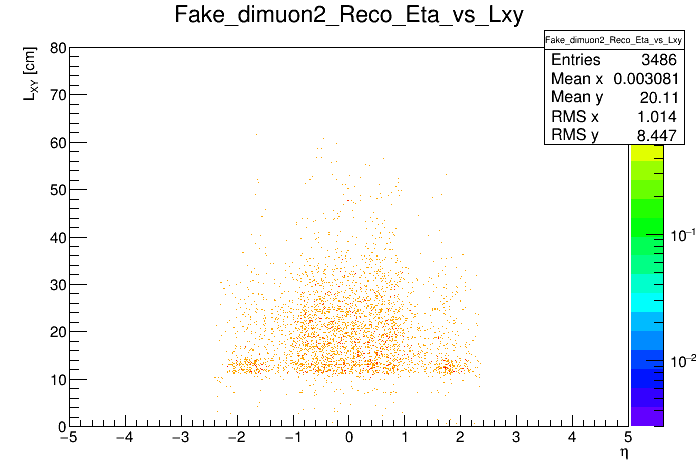 Fake_dimuon2_Reco_Eta_vs_Lxy
Fake_dimuon2_Reco_Eta_vs_Lxy
Entries 3486
Mean x 0.003081
Mean y 20.11
RMS x 1.014
RMS y 8.447
L_XY [cm]
80
70
60
50
40
30
20
10
0
10⁻¹
10⁻²
−5 −4 −3 −2 −1 0 1 2 3 4 5
η